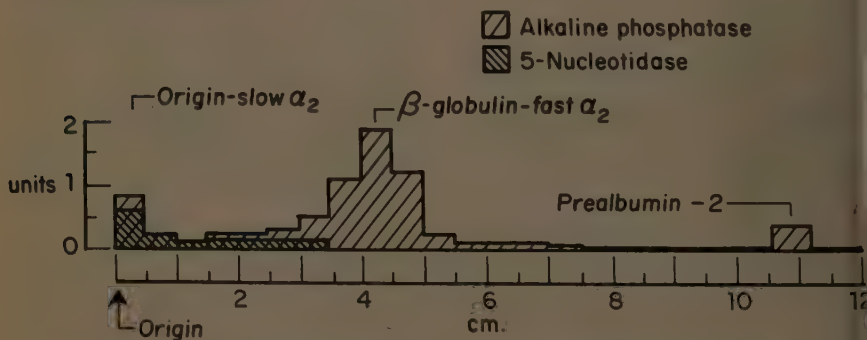 Alkaline phosphatase
5-Nucleotidase
Origin-slow α2
β-globulin-fast α2
2
units 1
0
Prealbumin -2
2 4 6 8 10 12
cm.
Origin